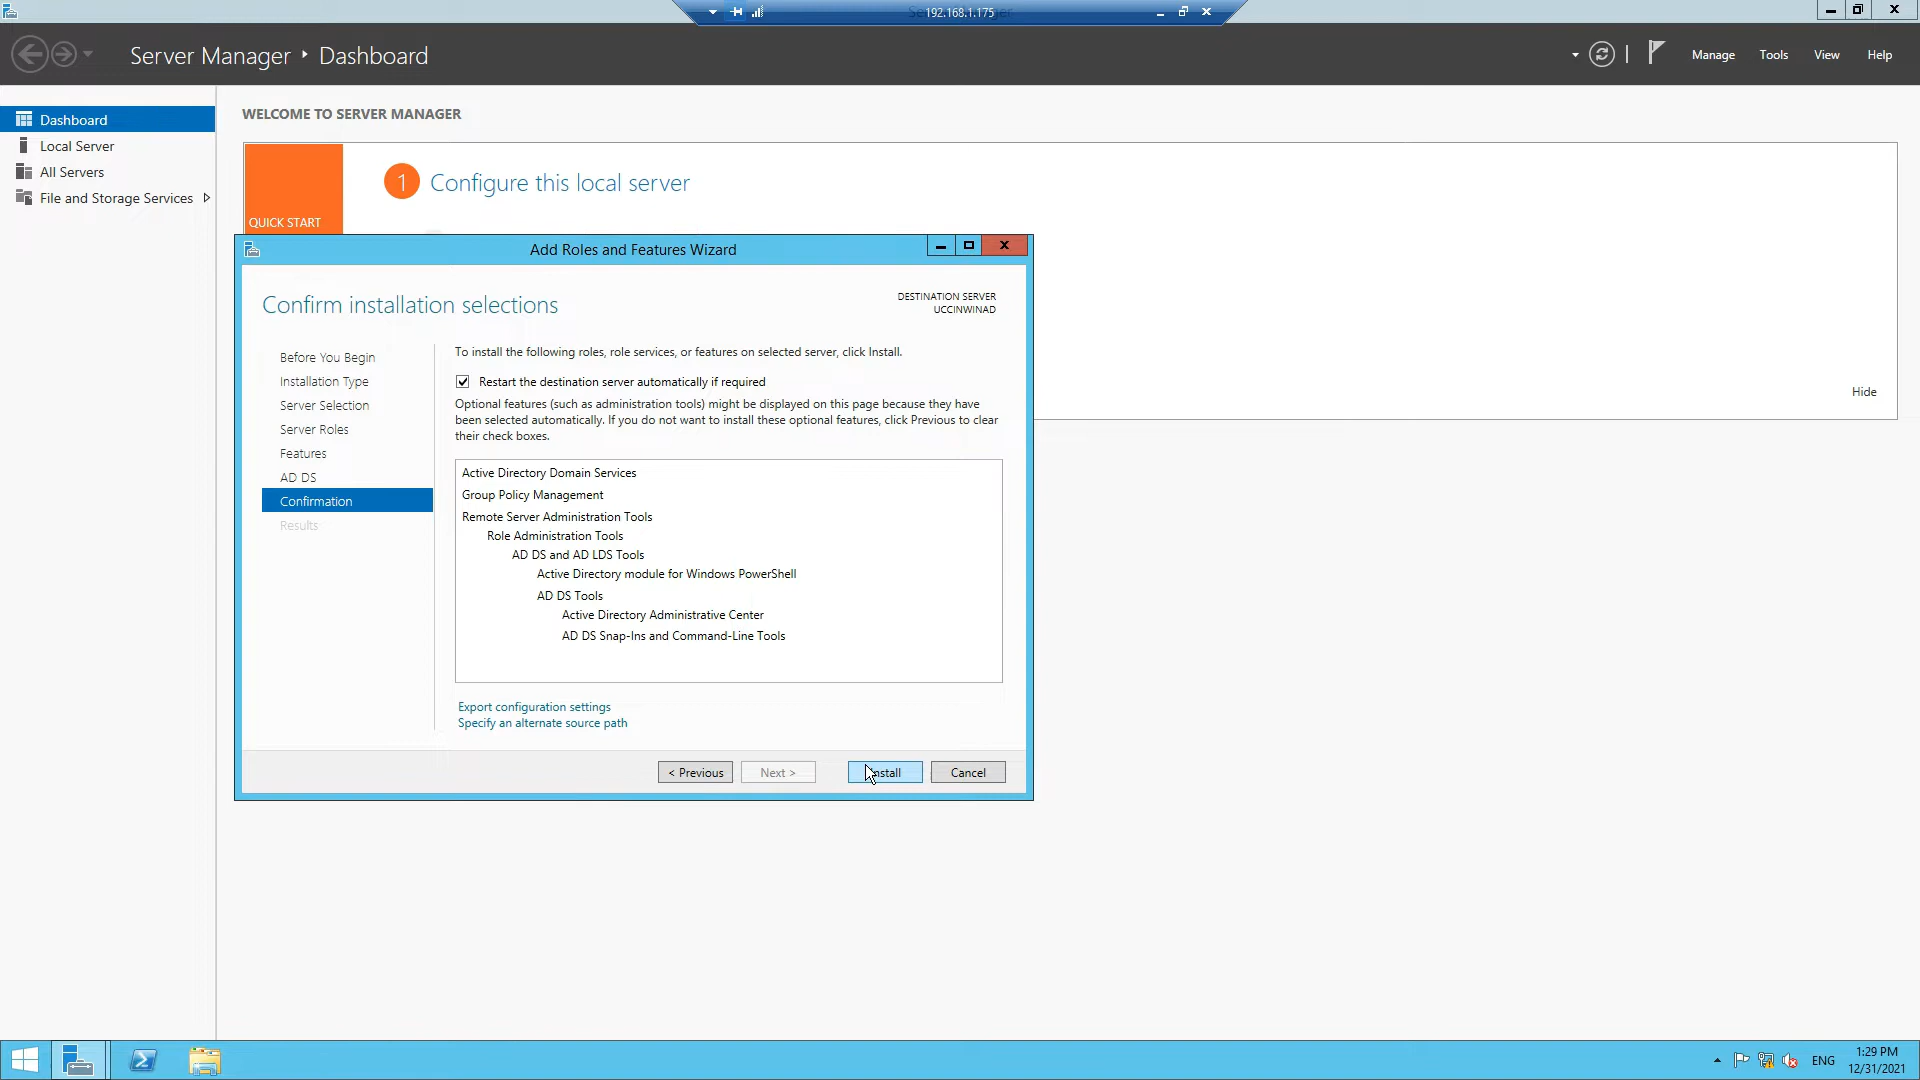 192.168.1.175
Server Manager
Dashboard
Manage
Tools
View
Help
Dashboard
Local Server
All Servers
File and Storage Services
WELCOME TO SERVER MANAGER
QUICK START
1
Configure this local server
Hide
Add Roles and Features Wizard
Confirm installation selections
DESTINATION SERVER
UCCINWINAD
Before You Begin
Installation Type
Server Selection
Server Roles
Features
AD DS
Confirmation
Results
To install the following roles, role services, or features on selected server, click Install.
Restart the destination server automatically if required
Optional features (such as administration tools) might be displayed on this page because they have
been selected automatically. If you do not want to install these optional features, click Previous to clear
their check boxes.
Active Directory Domain Services
Group Policy Management
Remote Server Administration Tools
Role Administration Tools
AD DS and AD LDS Tools
Active Directory module for Windows PowerShell
AD DS Tools
Active Directory Administrative Center
AD DS Snap-Ins and Command-Line Tools
Export configuration settings
Specify an alternate source path
< Previous
Next >
Install
Cancel
ENG
1:29 PM
12/31/2021